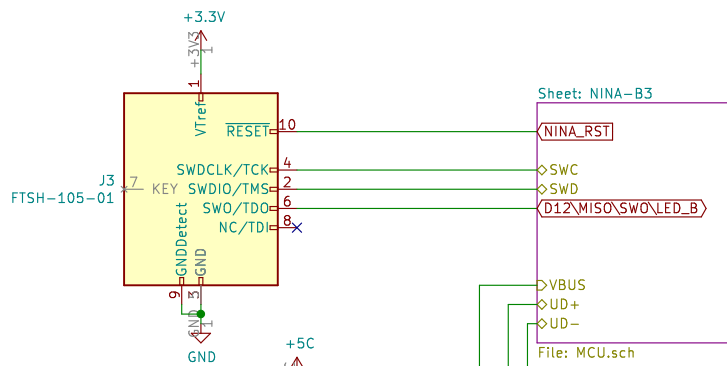 +3.3V
+3V3
1
1
VTref
Sheet: NINA-B3
RESET 10
NINA_RST
SWDCLK/TCK 4
SWC
J3
FTSH-105-01
7 KEY
SWDIO/TMS 2
SWD
SWO/TDO 6
D12\MISO\SWO\LED_B
NC/TDI 8
GNDDetect
GND
9
3
VBUS
UD+
UD-
GND
1
GND
+5C
File: MCU.sch